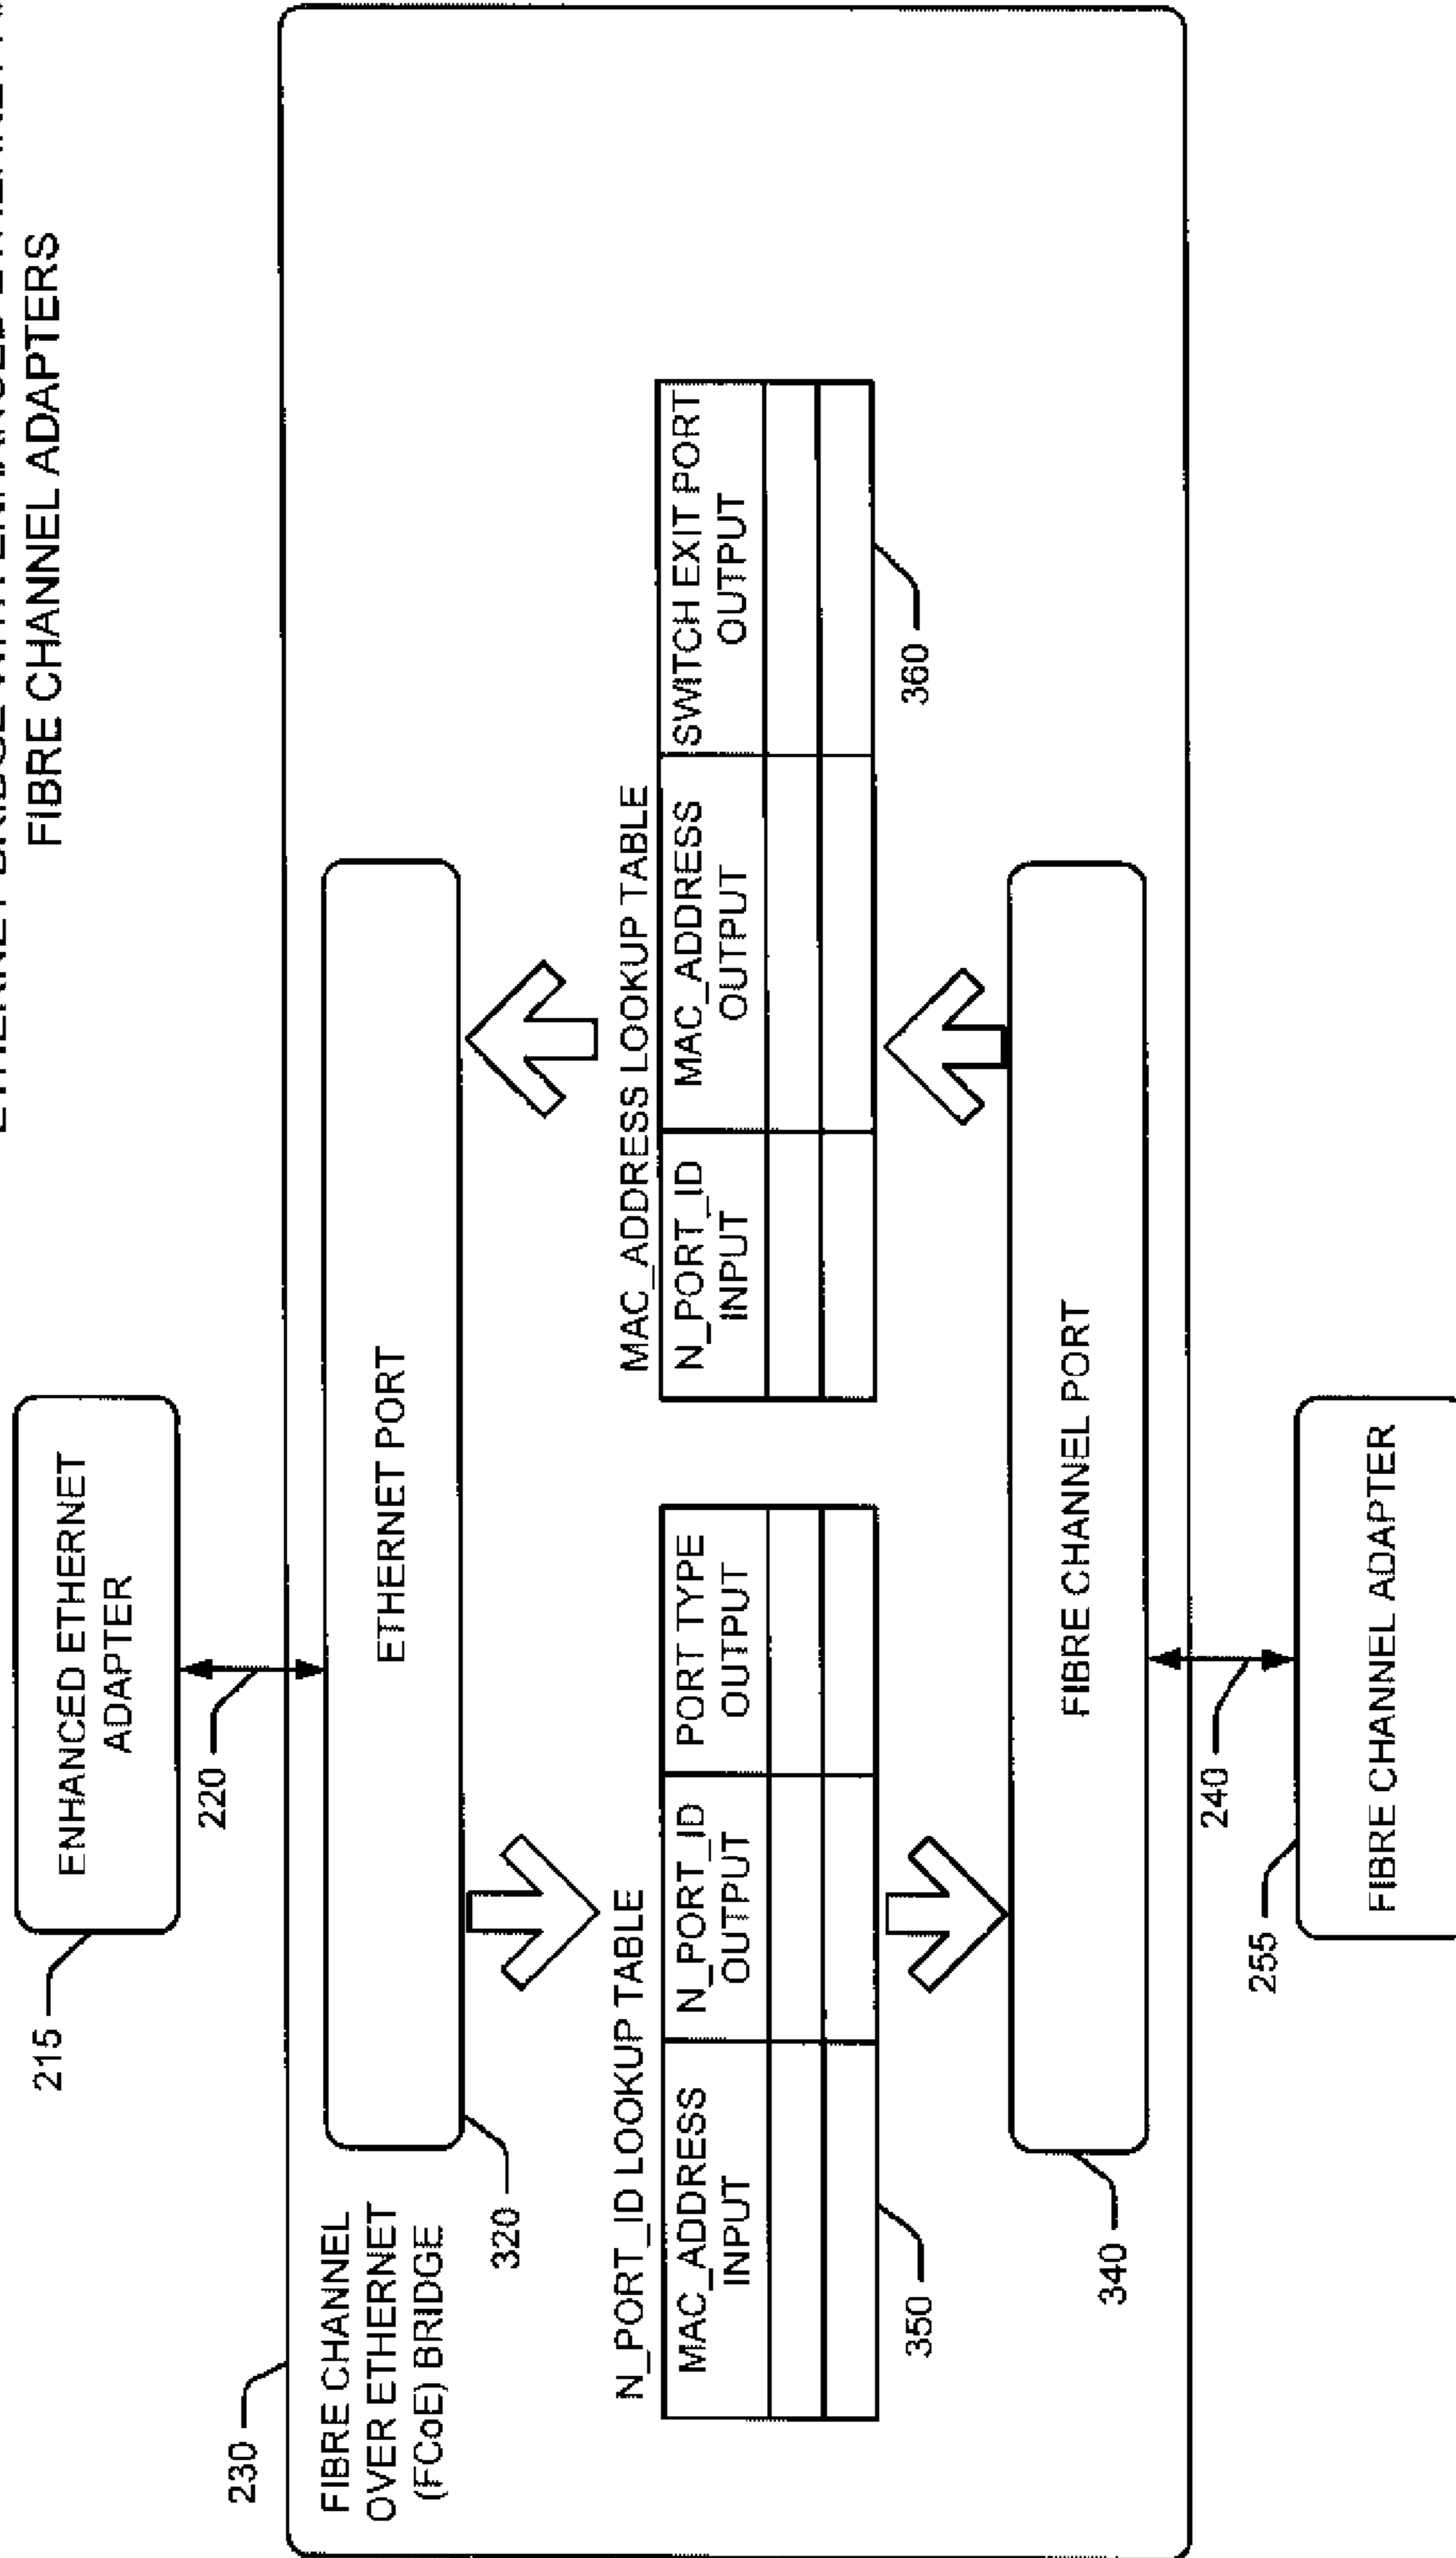 FIBRE CHANNEL ADAPTERS
215
ENHANCED ETHERNET
ADAPTER
220
230
FIBRE CHANNEL
OVER ETHERNET
(FCoE) BRIDGE
ETHERNET PORT
320
N_PORT_ID LOOKUP TABLE
MAC_ADDRESS
INPUT
N_PORT_ID
OUTPUT
PORT TYPE
OUTPUT
350
MAC_ADDRESS LOOKUP TABLE
N_PORT_ID
INPUT
MAC_ADDRESS
OUTPUT
SWITCH EXIT PORT
OUTPUT
360
FIBRE CHANNEL PORT
340
240
255
FIBRE CHANNEL ADAPTER